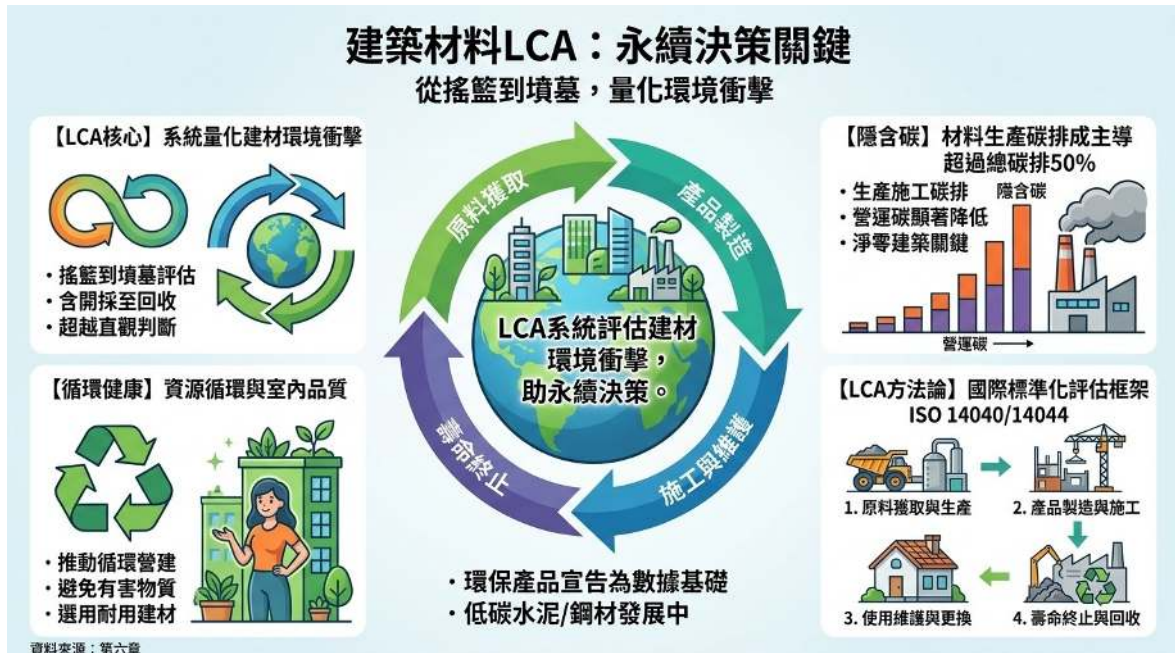 建築材料LCA：永續決策關鍵
從搖籃到墳墓，量化環境衝擊
【LCA核心】系統量化建材環境衝擊
・搖籃到墳墓評估
・含開採至回收
・超越直觀判斷
【循環健康】資源循環與室內品質
・推動循環營建
・避免有害物質
・選用耐用建材
原料獲取
產品製造
施工與維護
壽命終止
LCA系統評估建材
環境衝擊，
助永續決策。
・環保產品宣告為數據基礎
・低碳水泥/鋼材發展中
【隱含碳】材料生產碳排成主導
超過總碳排50%
・生產施工碳排
・營運碳顯著降低
・淨零建築關鍵
隱含碳
營運碳
【LCA方法論】國際標準化評估框架
ISO 14040/14044
1. 原料獲取與生產
2. 產品製造與施工
3. 使用維護與更換
4. 壽命終止與回收
資料來源：第六章